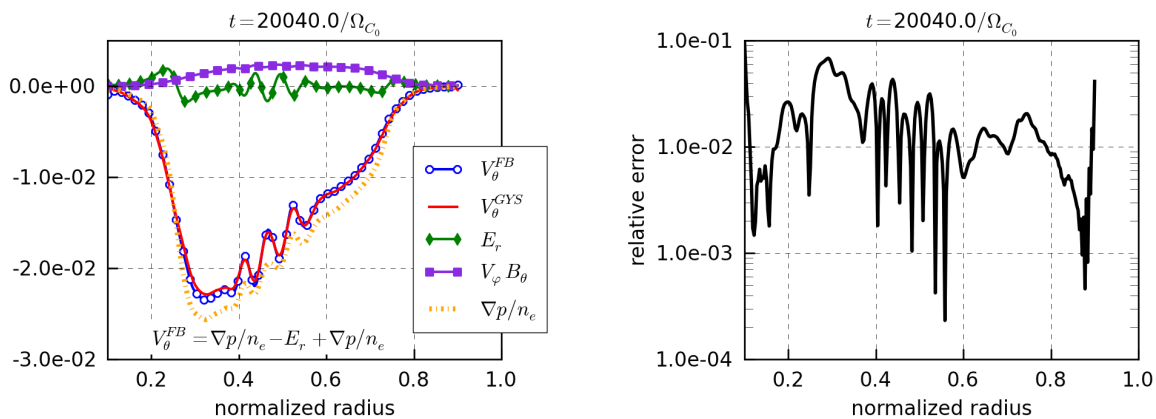 t=20040.0/Ω_{C_0}
0.0e+00
-1.0e-02
-2.0e-02
-3.0e-02
0.2
0.4
0.6
0.8
1.0
normalized radius
V_θ^{FB}
V_θ^{GYS}
E_r
V_φ B_θ
∇p/n_e
V_θ^{FB} = ∇p/n_e − E_r + ∇p/n_e
t=20040.0/Ω_{C_0}
relative error
1.0e-01
1.0e-02
1.0e-03
1.0e-04
0.2
0.4
0.6
0.8
1.0
normalized radius